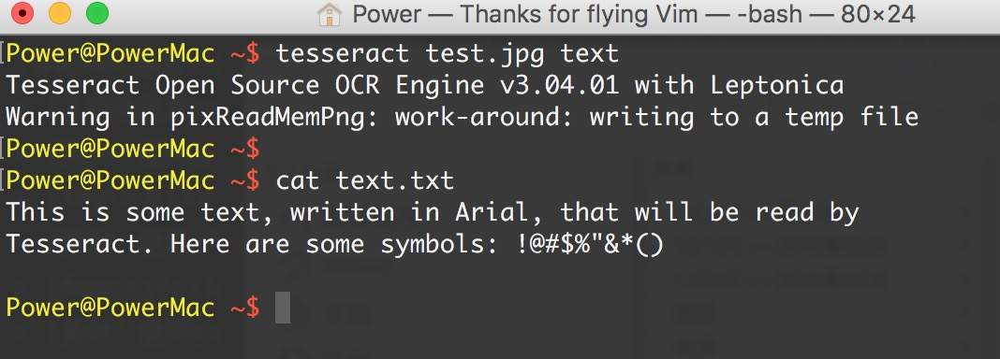 Power — Thanks for flying Vim — -bash — 80×24
Power@PowerMac ~$ tesseract test.jpg text
Tesseract Open Source OCR Engine v3.04.01 with Leptonica
Warning in pixReadMemPng: work-around: writing to a temp file
Power@PowerMac ~$
Power@PowerMac ~$ cat text.txt
This is some text, written in Arial, that will be read by
Tesseract. Here are some symbols: !@#$%"&*()
Power@PowerMac ~$